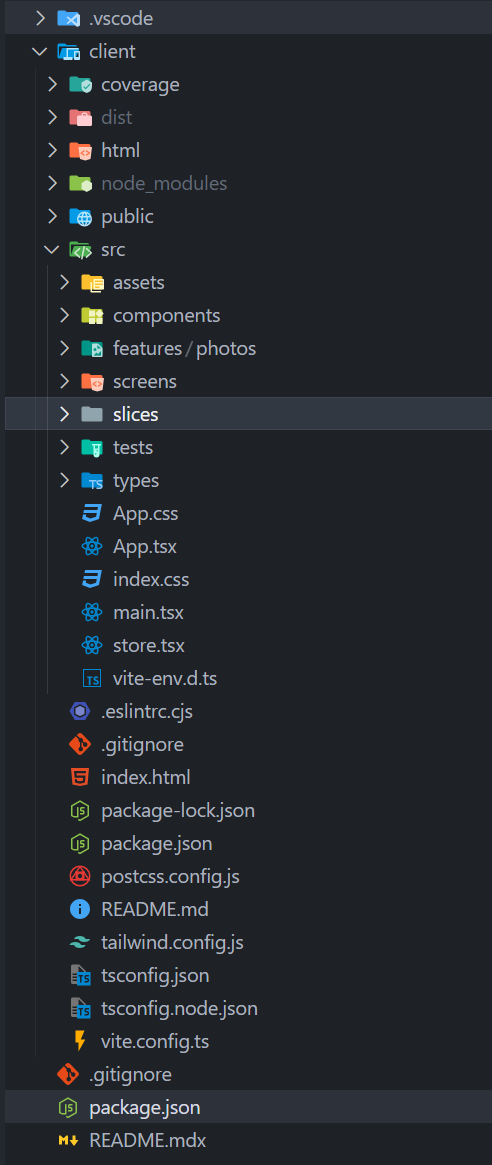 .vscode
client
coverage
dist
html
node_modules
public
src
assets
components
features/photos
screens
slices
tests
types
App.css
App.tsx
index.css
main.tsx
store.tsx
vite-env.d.ts
.eslintrc.cjs
.gitignore
index.html
package-lock.json
package.json
postcss.config.js
README.md
tailwind.config.js
tsconfig.json
tsconfig.node.json
vite.config.ts
.gitignore
package.json
README.mdx